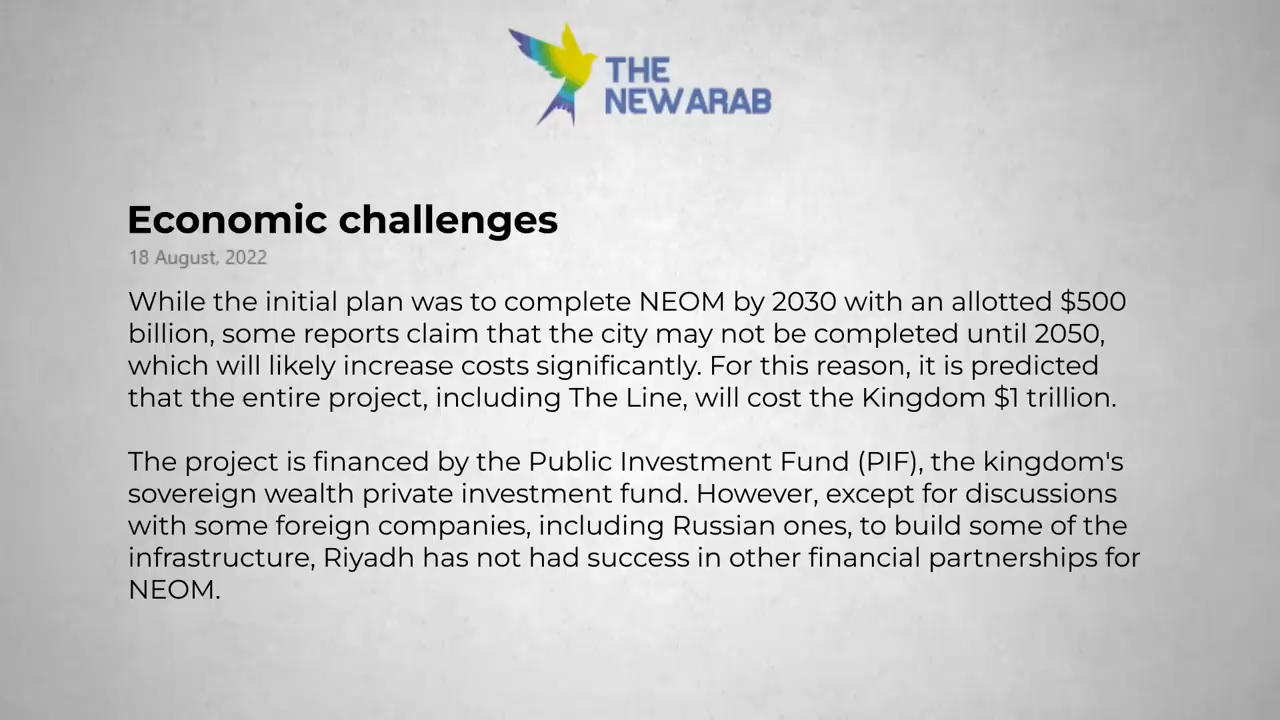 THE
NEW ARAB
Economic challenges
18 August, 2022
While the initial plan was to complete NEOM by 2030 with an allotted $500
billion, some reports claim that the city may not be completed until 2050,
which will likely increase costs significantly. For this reason, it is predicted
that the entire project, including The Line, will cost the Kingdom $1 trillion.
The project is financed by the Public Investment Fund (PIF), the kingdom's
sovereign wealth private investment fund. However, except for discussions
with some foreign companies, including Russian ones, to build some of the
infrastructure, Riyadh has not had success in other financial partnerships for
NEOM.